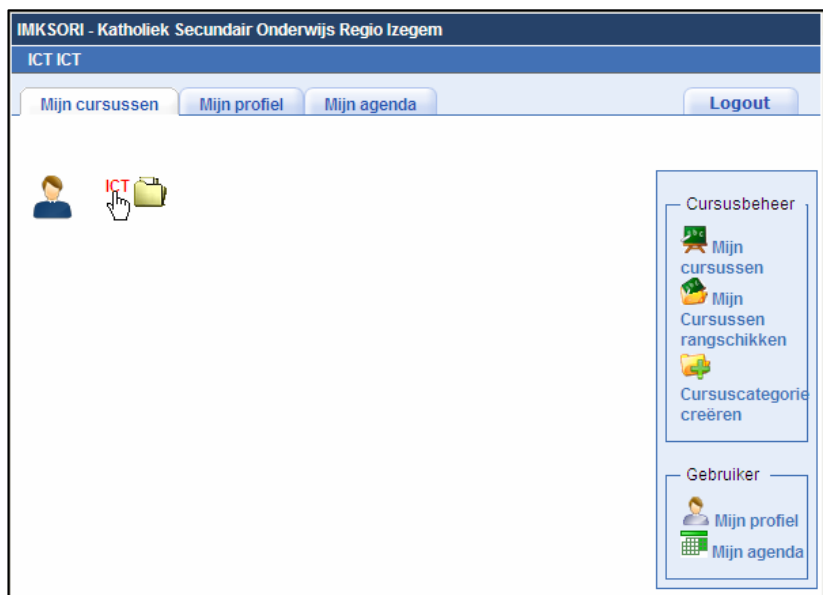 IMKSORI - Katholiek Secundair Onderwijs Regio Izegem
ICT ICT
Mijn cursussen
Mijn profiel
Mijn agenda
Logout
ICT
Cursusbeheer
Mijn
cursussen
Mijn
Cursussen
rangschikken
Cursuscategorie
creëren
Gebruiker
Mijn profiel
Mijn agenda